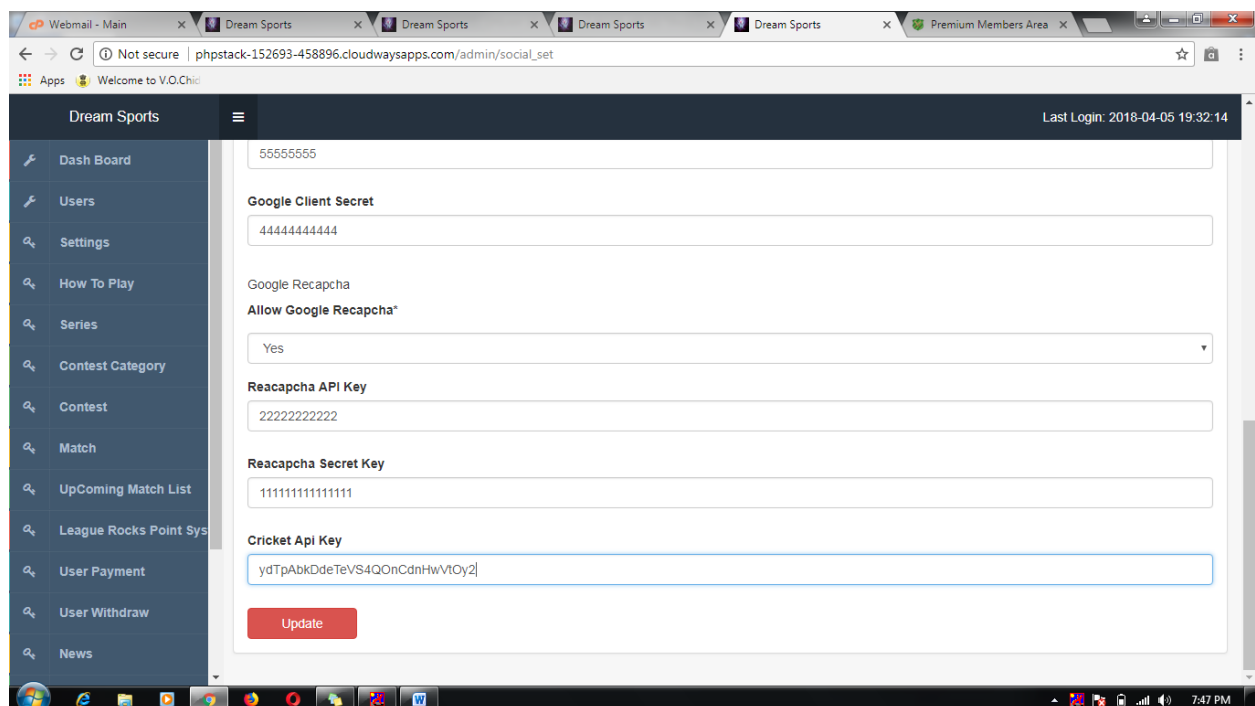 Webmail - Main
Dream Sports
Dream Sports
Dream Sports
Dream Sports
Premium Members Area
Not secure | phpstack-152693-458896.cloudwaysapps.com/admin/social_set
Apps Welcome to V.O.Chid
Dream Sports
Last Login: 2018-04-05 19:32:14
Dash Board
Users
Settings
How To Play
Series
Contest Category
Contest
Match
UpComing Match List
League Rocks Point Sys
User Payment
User Withdraw
News
55555555
Google Client Secret
44444444444
Google Recapcha
Allow Google Recapcha*
Yes
Reacapcha API Key
22222222222
Reacapcha Secret Key
111111111111111
Cricket Api Key
ydTpAbkDdeTeVS4QOnCdnHwVtOy2
Update
7:47 PM